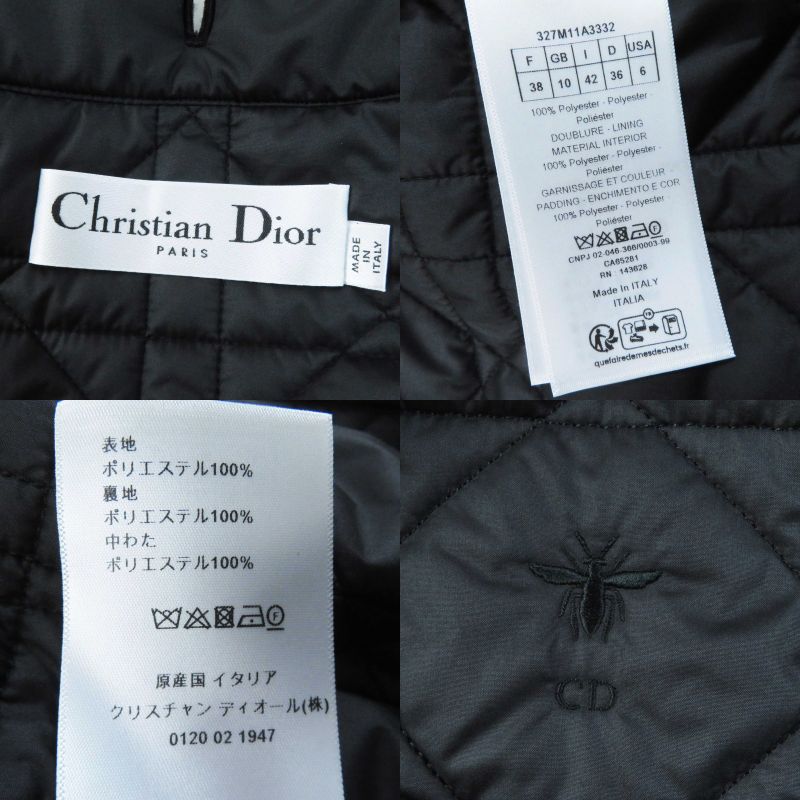 Christian Dior
PARIS
MADE
IN
ITALY
327M11A3332
F GB I D USA
38 10 42 36 6
100% Polyester - Polyester -
Poliéster
DOUBLURE - LINING
MATERIAL INTERIOR
100% Polyester - Polyester -
Poliéster
GARNISSAGE ET COULEUR -
PADDING - ENCHIMENTO E COR
100% Polyester - Polyester -
Poliéster
F
CNPJ 02-046-366/0003-99
CA65281
RN : 143628
Made In ITALY
ITALIA
FR
quefairedemesdechets.fr
表地
ポリエステル100%
裏地
ポリエステル100%
中わた
ポリエステル100%
F
原産国 イタリア
クリスチャン ディオール(株)
0120 02 1947
CD